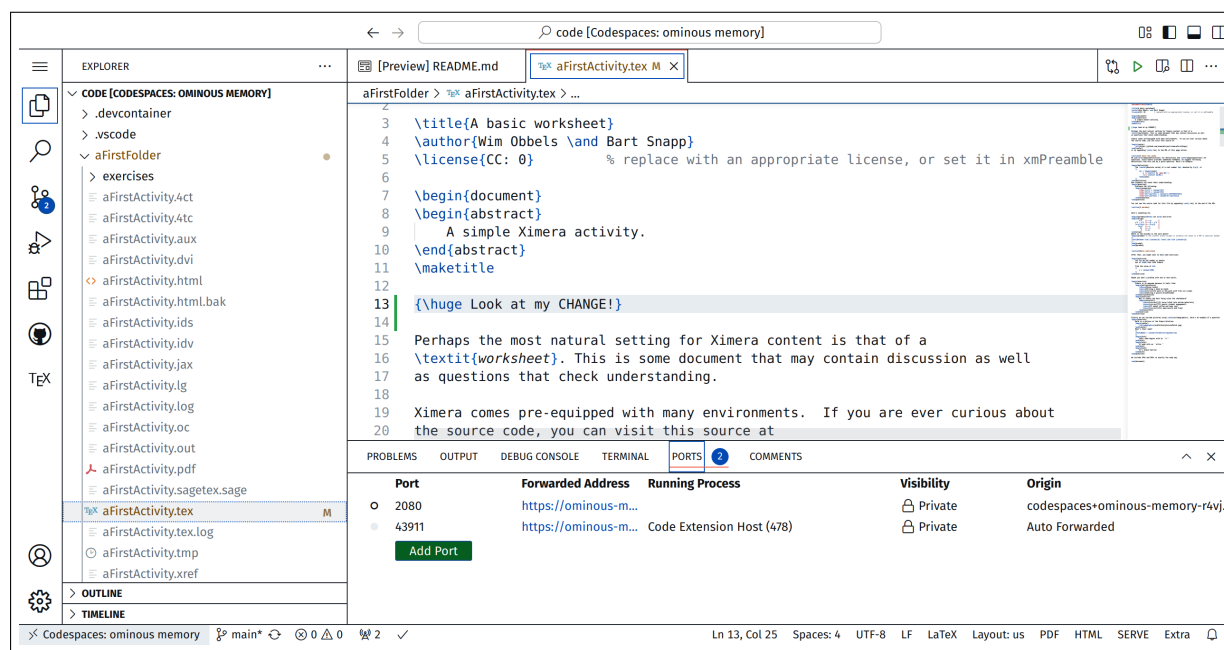 ← → code [Codespaces: ominous memory]
EXPLORER ...
CODE [CODESPACES: OMINOUS MEMORY]
> .devcontainer
> .vscode
aFirstFolder
> exercises
aFirstActivity.4ct
aFirstActivity.4tc
aFirstActivity.aux
aFirstActivity.dvi
<> aFirstActivity.html
aFirstActivity.html.bak
aFirstActivity.ids
aFirstActivity.idv
aFirstActivity.jax
aFirstActivity.lg
aFirstActivity.log
aFirstActivity.oc
aFirstActivity.out
aFirstActivity.pdf
aFirstActivity.sagetex.sage
TEX aFirstActivity.tex M
aFirstActivity.tex.log
aFirstActivity.tmp
aFirstActivity.xref
> OUTLINE
> TIMELINE
2
TEX
[Preview] README.md
TEX aFirstActivity.tex M ×
...
aFirstFolder > TEX aFirstActivity.tex > ...
2
3 \title{A basic worksheet}
4 \author{Wim Obbels \and Bart Snapp}
5 \license{CC: 0} % replace with an appropriate license, or set it in xmPreamble
6
7 \begin{document}
8 \begin{abstract}
9 A simple Ximera activity.
10 \end{abstract}
11 \maketitle
12
13 {\huge Look at my CHANGE!}
14
15 Perhaps the most natural setting for Ximera content is that of a
16 \textit{worksheet}. This is some document that may contain discussion as well
17 as questions that check understanding.
18
19 Ximera comes pre-equipped with many environments.  If you are ever curious about
20 the source code, you can visit this source at
PROBLEMS OUTPUT DEBUG CONSOLE TERMINAL PORTS 2 COMMENTS
Port Forwarded Address Running Process Visibility Origin
2080 https://ominous-m... Private codespaces+ominous-memory-r4vj.
43911 https://ominous-m... Code Extension Host (478) Private Auto Forwarded
Add Port
Codespaces: ominous memory main* 0 0 2 Ln 13, Col 25 Spaces: 4 UTF-8 LF LaTeX Layout: us PDF HTML SERVE Extra